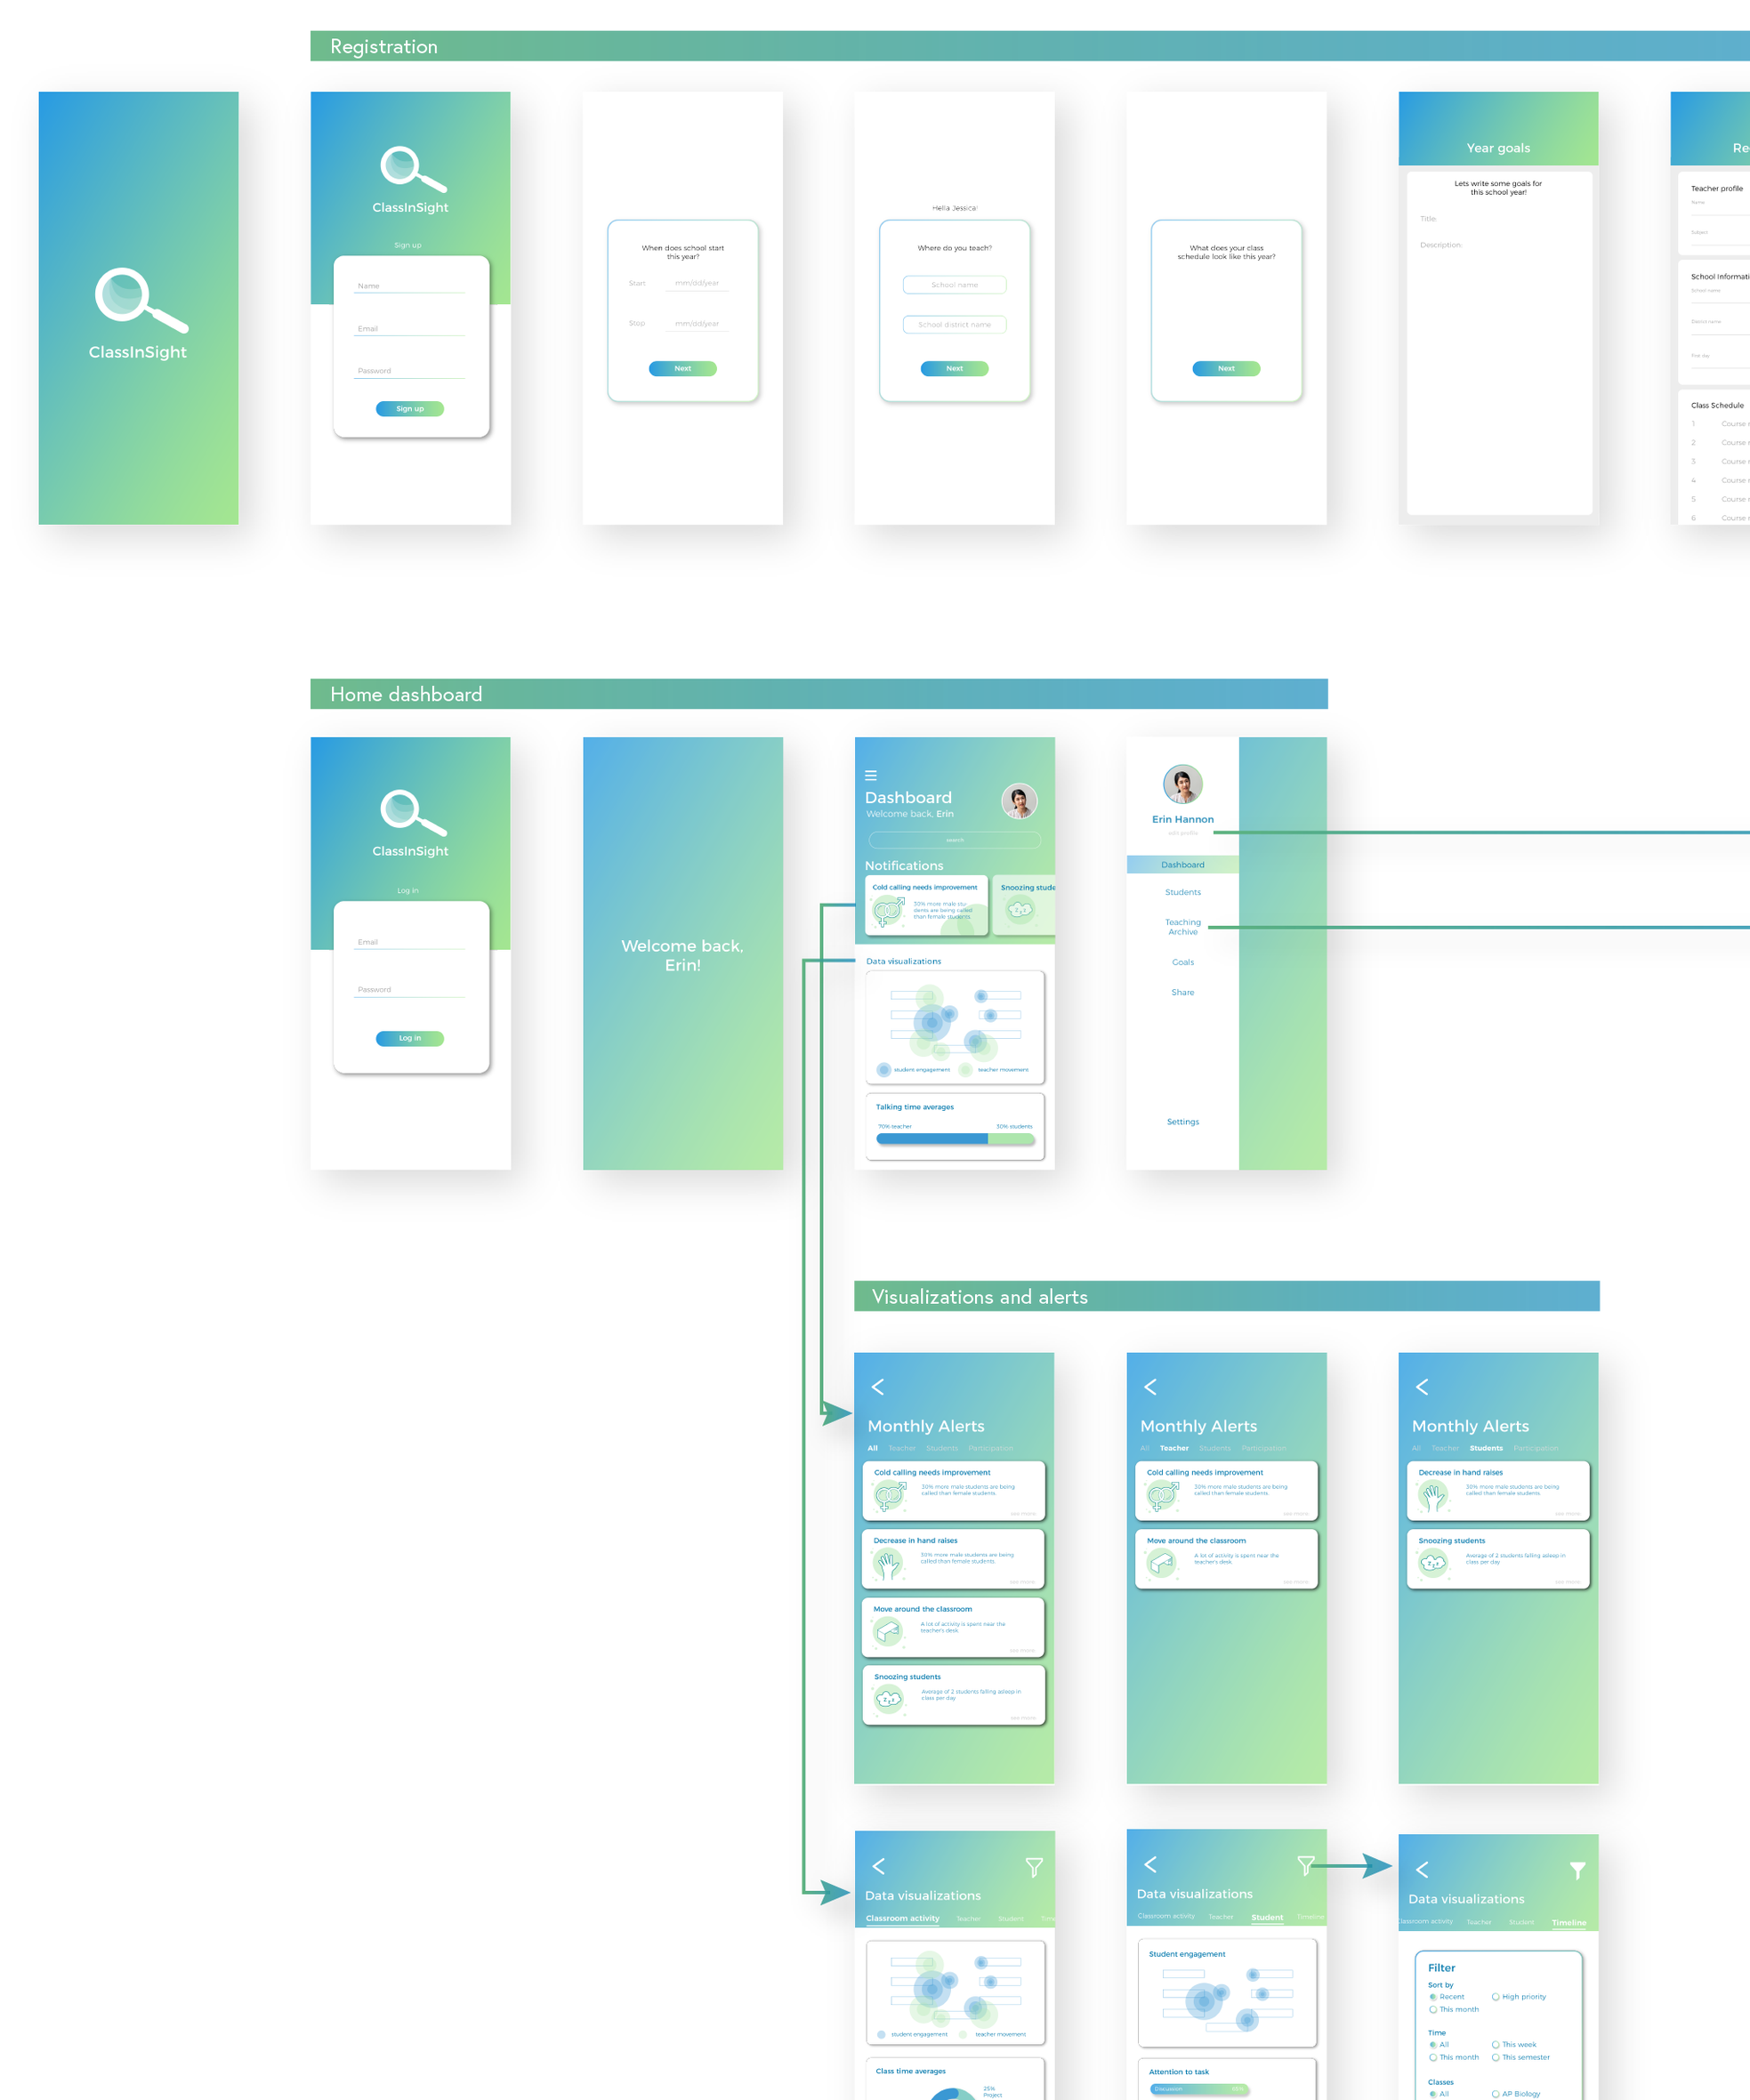 Registration
ClassInSight
ClassInSight
Sign up
Name
Email
Password
Sign up
When does school start
this year?
Start
mm/dd/year
Stop
mm/dd/year
Next
Hella Jessica!
Where do you teach?
School name
School district name
Next
What does your class
schedule look like this year?
Next
Year goals
Lets write some goals for
this school year!
Title:
Description:
Re
Teacher profile
Name
Subject
School Informati
School name
District name
First day
Class Schedule
1 Course
2 Course
3 Course
4 Course
5 Course
6 Course
Home dashboard
ClassInSight
Log in
Email
Password
Log in
Welcome back,
Erin!
Dashboard
Welcome back, Erin
search
Notifications
Cold calling needs improvement
30% more male stu-
dents are being called
than female students
Snoozing stude
Data visualizations
student engagement
teacher movement
Talking time averages
70% teacher
30% students
Erin Hannon
edit profile
Dashboard
Students
Teaching
Archive
Goals
Share
Settings
Visualizations and alerts
Monthly Alerts
All Teacher Students Participation
Cold calling needs improvement
30% more male students are being
called than female students
see more
Decrease in hand raises
30% more male students are being
called than female students
see more
Move around the classroom
A lot of activity is spent near the
teacher's desk
see more
Snoozing students
Average of 2 students falling asleep in
class per day
see more
Monthly Alerts
All Teacher Students Participation
Cold calling needs improvement
30% more male students are being
called than female students
see more
Move around the classroom
A lot of activity is spent near the
teacher's desk
see more
Monthly Alerts
All Teacher Students Participation
Decrease in hand raises
30% more male students are being
called than female students
see more
Snoozing students
Average of 2 students falling asleep in
class per day
see more
Data visualizations
Classroom activity Teacher Student Time
student engagement
teacher movement
Class time averages
25%
Project
Data visualizations
Classroom activity Teacher Student Timeline
Student engagement
Attention to task
Discussion
Data visualizations
Classroom activity Teacher Student Timeline
Filter
Sort by
Recent
High priority
This month
Time
All
This week
This month
This semester
Classes
All
AP Biology